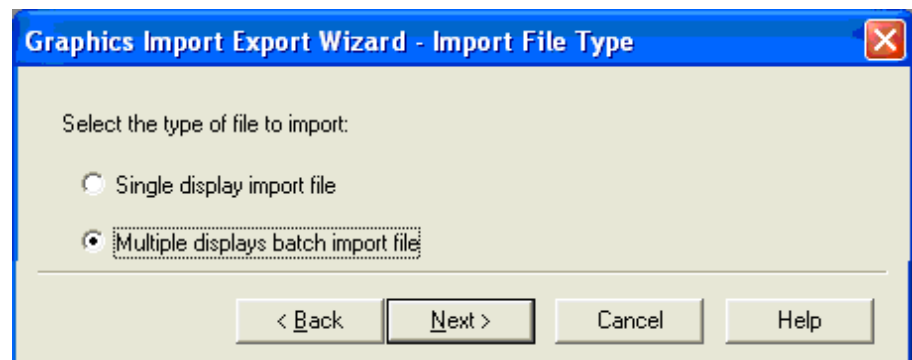 Graphics Import Export Wizard - Import File Type
Select the type of file to import:
Single display import file
Multiple displays batch import file
< Back Next > Cancel Help